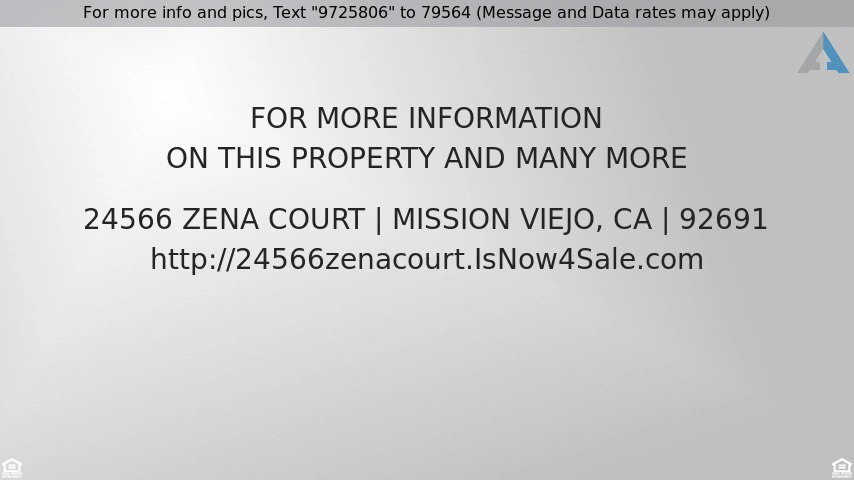 For more info and pics, Text "9725806" to 79564 (Message and Data rates may apply)
FOR MORE INFORMATION
ON THIS PROPERTY AND MANY MORE
24566 ZENA COURT | MISSION VIEJO, CA | 92691
http://24566zenacourt.IsNow4Sale.com